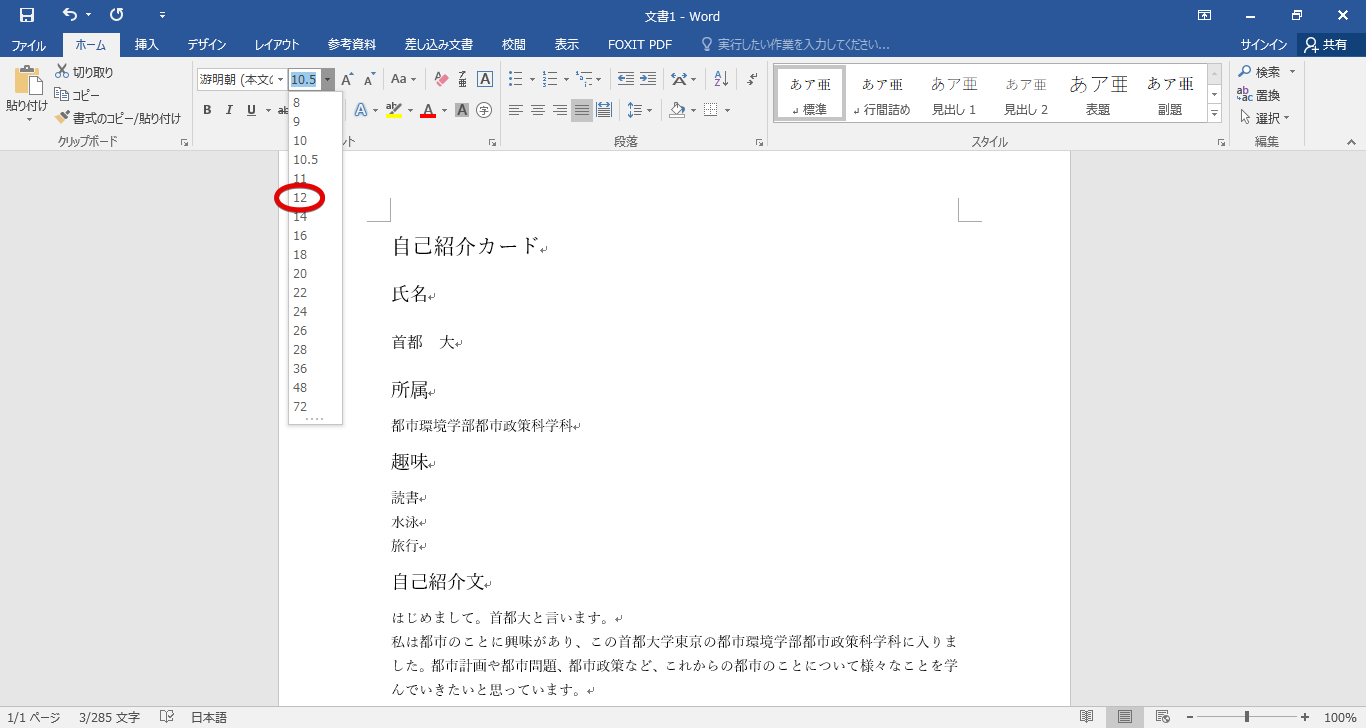 文書1 - Word
ファイル ホーム 挿入 デザイン レイアウト 参考資料 差し込み文書 校閲 表示 FOXIT PDF 実行したい作業を入力してください... サインイン 共有
貼り付け
切り取り
コピー
書式のコピー/貼り付け
クリップボード
游明朝 (本文の 10.5
Aa
B I U
8
9
10
10.5
11
12
14
16
18
20
22
24
26
28
36
48
72
段落
あア亜 あア亜 あア亜 あア亜 あア亜 あア亜
標準 行間詰め 見出し 1 見出し 2 表題 副題
スタイル
検索
置換
選択
編集
自己紹介カード
氏名
首都 大
所属
都市環境学部都市政策科学科
趣味
読書
水泳
旅行
自己紹介文
はじめまして。首都大と言います。
私は都市のことに興味があり、この首都大学東京の都市環境学部都市政策科学科に入りま
した。都市計画や都市問題、都市政策など、これからの都市のことについて様々なことを学
んでいきたいと思っています。
1/1 ページ 3/285 文字 日本語 100%